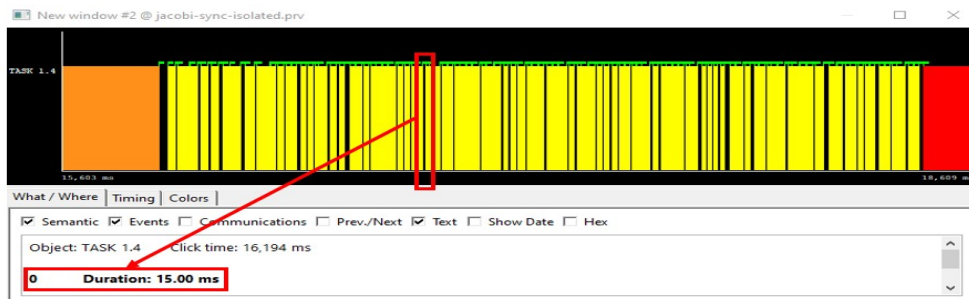 New window #2 @ jacobi-sync-isolated.prv
TASK 1.4
15,603 ms 18,609 m
What / Where Timing Colors
Semantic Events Communications Prev./Next Text Show Date Hex
Object: TASK 1.4 Click time: 16,194 ms
0 Duration: 15.00 ms